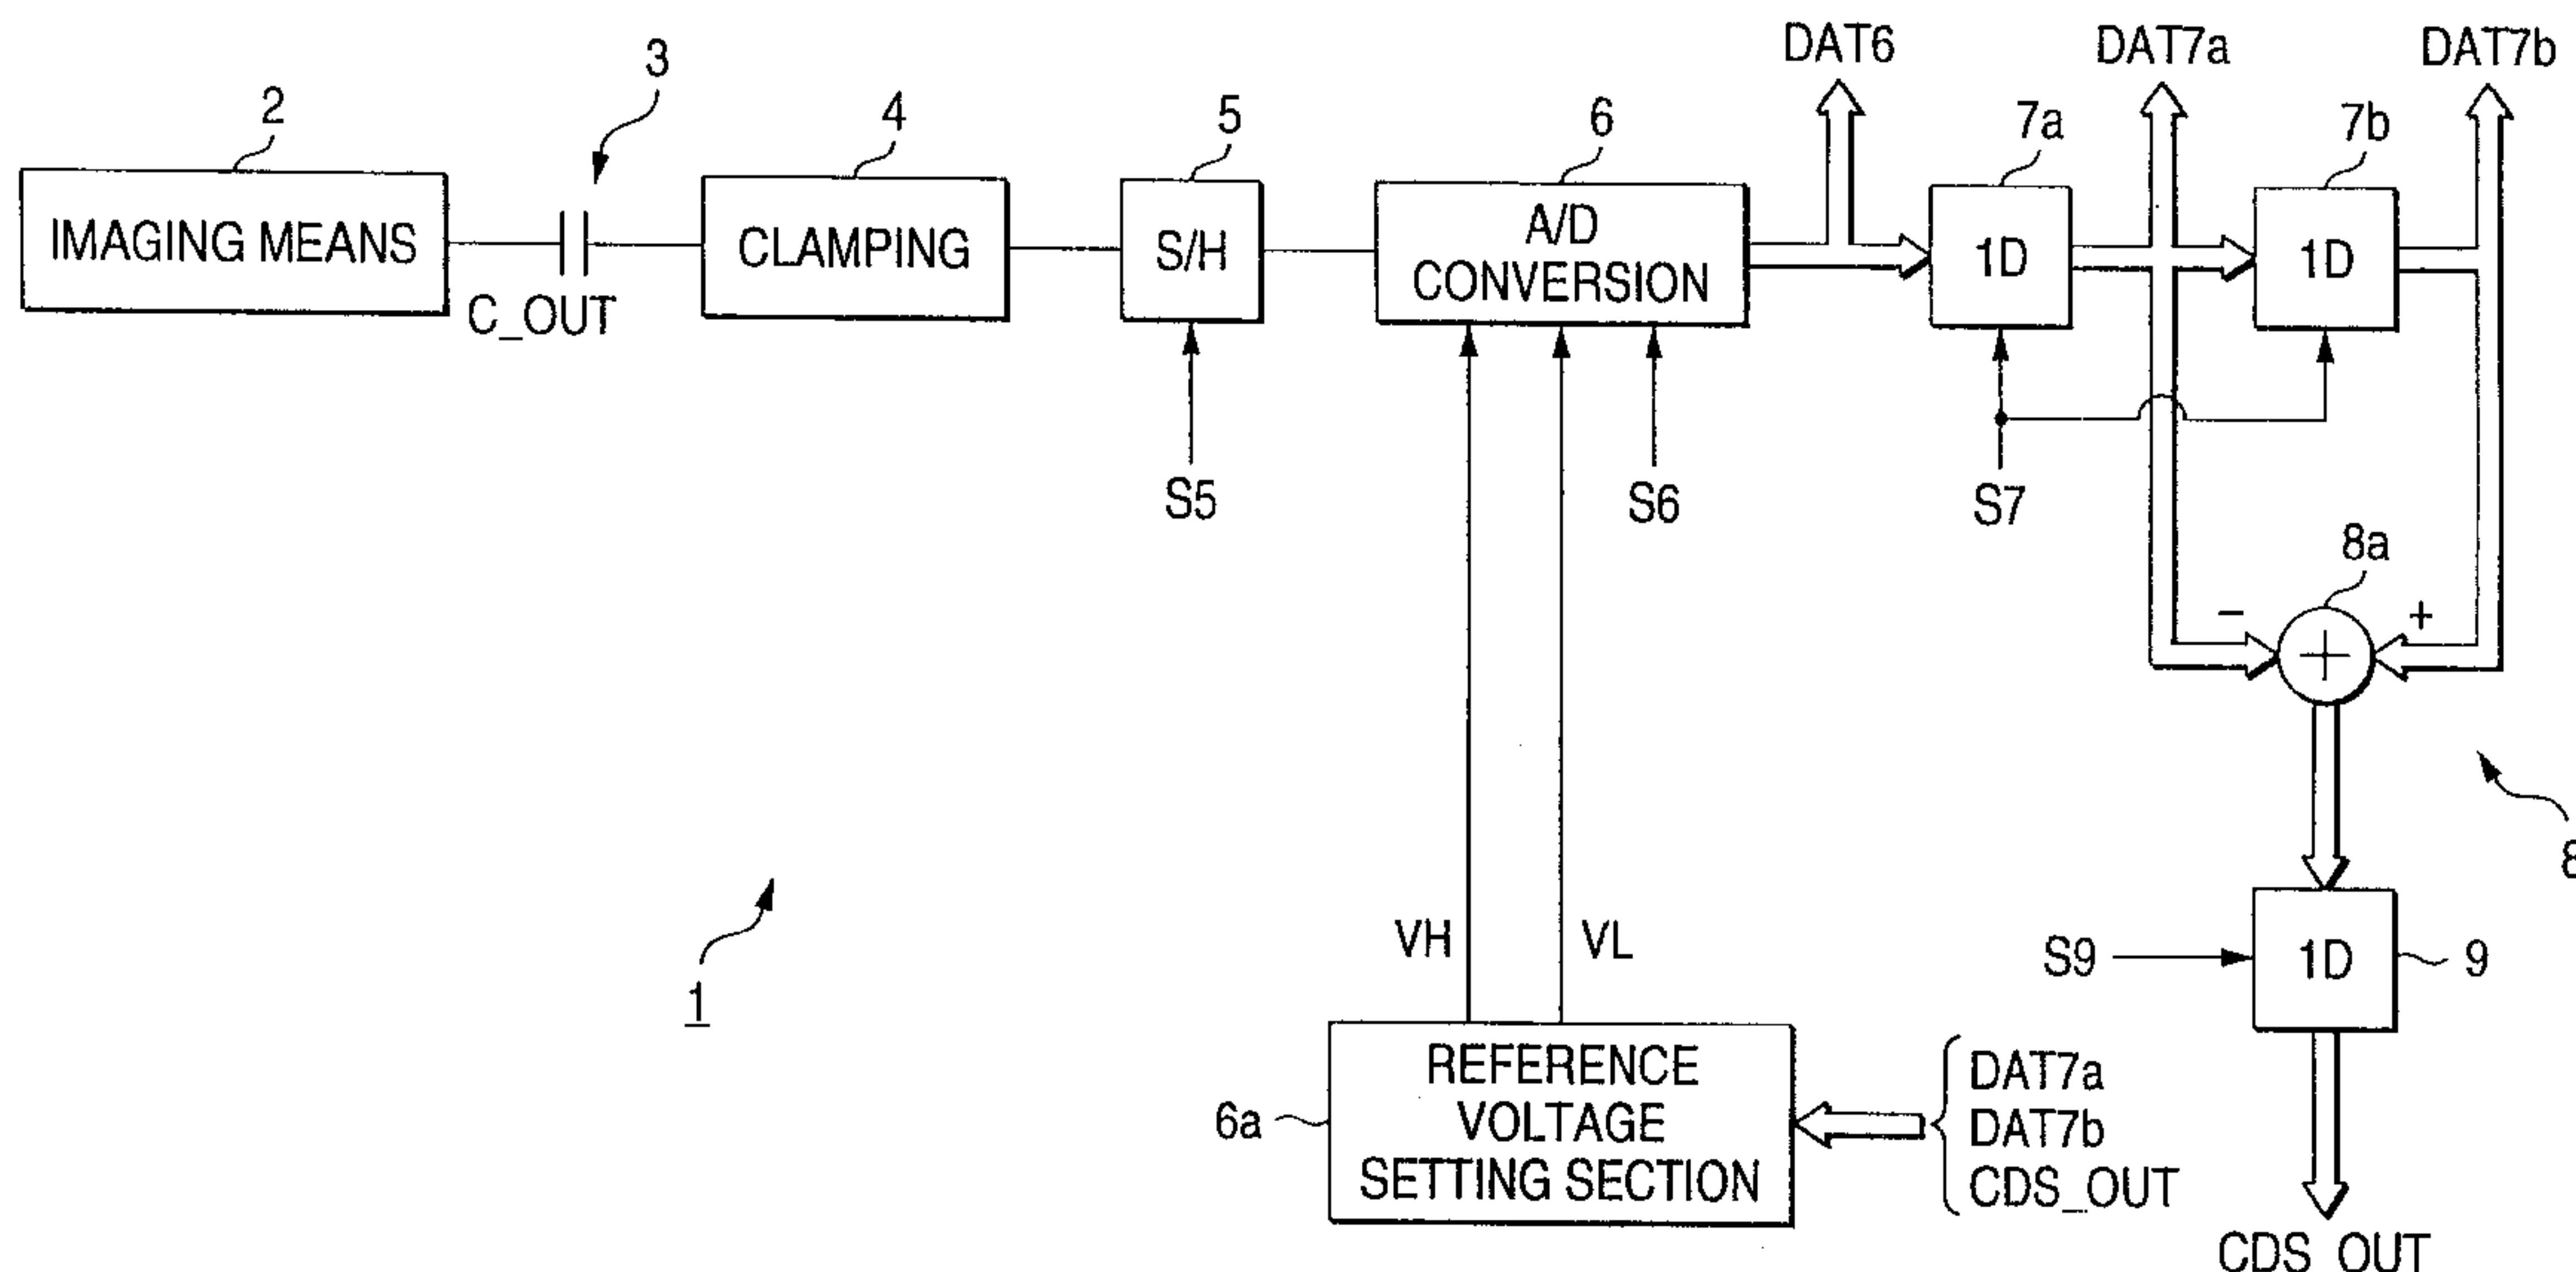 DAT6
DAT7a
DAT7b
3
2
4
5
6
7a
7b
IMAGING MEANS
C_OUT
CLAMPING
S/H
A/D
CONVERSION
1D
1D
S5
S6
S7
8a
−
+
8
VH
VL
S9
1D
9
1
6a
REFERENCE
VOLTAGE
SETTING SECTION
DAT7a
DAT7b
CDS_OUT
CDS_OUT